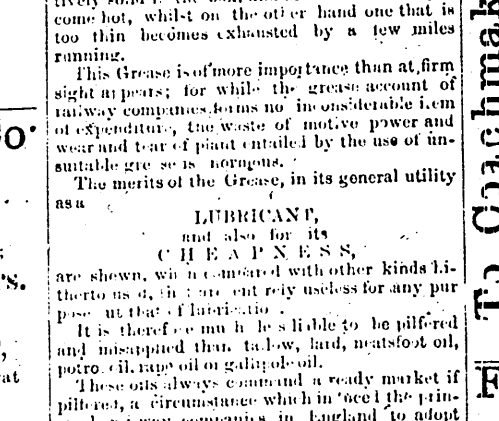 come hot, whilst on the other hand one that is
too thin becomes exhausted by a few miles
running.
This Grease is of more importance than at firm
sight appears; for while the grease account of
railway companies forms no inconsiderable item
of expenditure, the waste of motive power and
wear and tear of plant entailed by the use of un-
suitable grease is
The merits of the Grease, in its general utility
as a
LUBRICANT,
and also for its
CHEAPNESS,
are shewn, when compared with other kinds hi-
therto used, that are entirely useless for any pur
pose but that of lubrication.
It is therefore much less liable to be pilfered
and misapplied than tallow, lard, neatsfoot oil,
rape oil or gallipole oil.
These oils always command a ready market if
pilfered, a circumstance which in
companies in England to adopt
To Coachmak